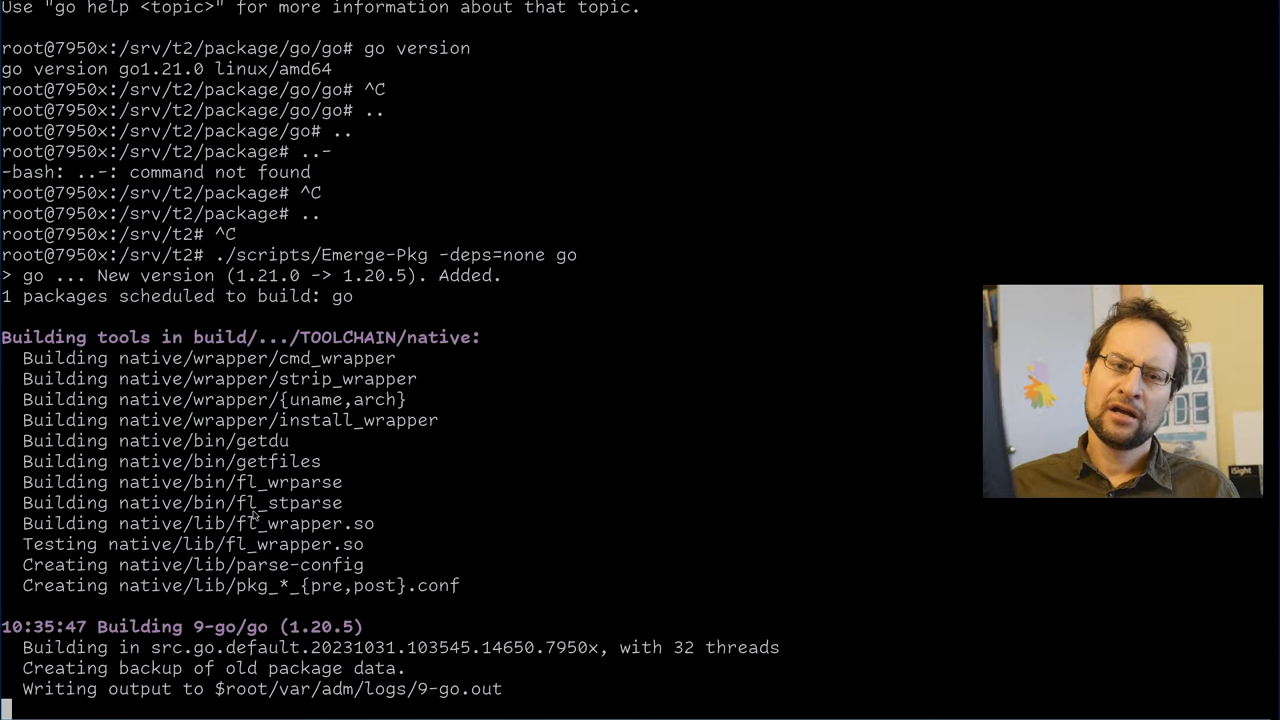 Use "go help <topic>" for more information about that topic.
root@7950x:/srv/t2/package/go/go# go version
go version go1.21.0 linux/amd64
root@7950x:/srv/t2/package/go/go# ^C
root@7950x:/srv/t2/package/go/go# ..
root@7950x:/srv/t2/package/go# ..
root@7950x:/srv/t2/package# ..-
-bash: ..-: command not found
root@7950x:/srv/t2/package# ^C
root@7950x:/srv/t2/package# ..
root@7950x:/srv/t2# ^C
root@7950x:/srv/t2# ./scripts/Emerge-Pkg -deps=none go
> go ... New version (1.21.0 -> 1.20.5). Added.
1 packages scheduled to build: go
Building tools in build/.../TOOLCHAIN/native:
Building native/wrapper/cmd_wrapper
Building native/wrapper/strip_wrapper
Building native/wrapper/{uname,arch}
Building native/wrapper/install_wrapper
Building native/bin/getdu
Building native/bin/getfiles
Building native/bin/fl_wrparse
Building native/bin/fl_stparse
Building native/lib/fl_wrapper.so
Testing native/lib/fl_wrapper.so
Creating native/lib/parse-config
Creating native/lib/pkg_*_{pre,post}.conf
10:35:47 Building 9-go/go (1.20.5)
Building in src.go.default.20231031.103545.14650.7950x, with 32 threads
Creating backup of old package data.
Writing output to $root/var/adm/logs/9-go.out
iSight